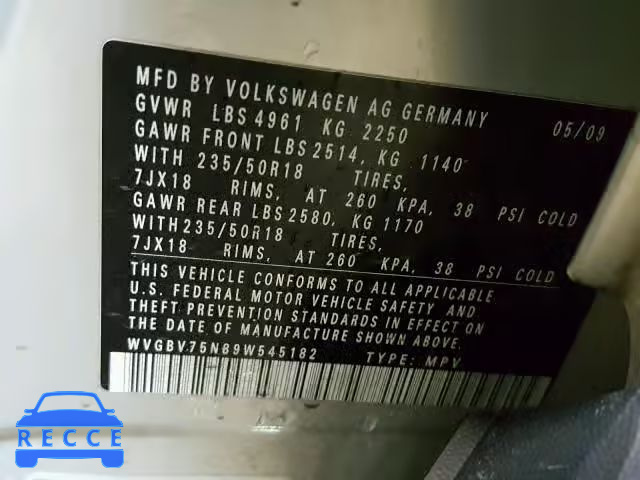 MFD BY VOLKSWAGEN AG GERMANY
GVWR LBS 4961 KG 2250 05/09
GAWR FRONT LBS 2514, KG 1140
WITH 235/50R18 TIRES,
7JX18 RIMS, AT 260 KPA, 38 PSI COLD
GAWR REAR LBS 2580, KG 1170
WITH 235/50R18 TIRES,
7JX18 RIMS, AT 260 KPA, 38 PSI COLD
THIS VEHICLE CONFORMS TO ALL APPLICABLE
U.S. FEDERAL MOTOR VEHICLE SAFETY AND
THEFT PREVENTION STANDARDS IN EFFECT ON
THE DATE OF MANUFACTURE SHOWN ABOVE.
WVGBV75N89W545182 TYPE: MPV
RECCE